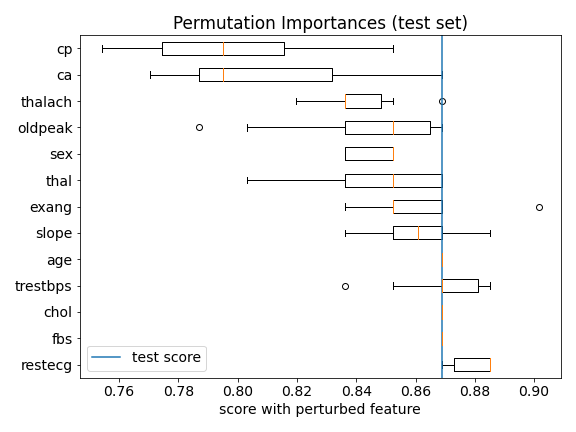 Permutation Importances (test set)
cp
ca
thalach
oldpeak
sex
thal
exang
slope
age
trestbps
chol
fbs
restecg
test score
0.76 0.78 0.80 0.82 0.84 0.86 0.88 0.90
score with perturbed feature